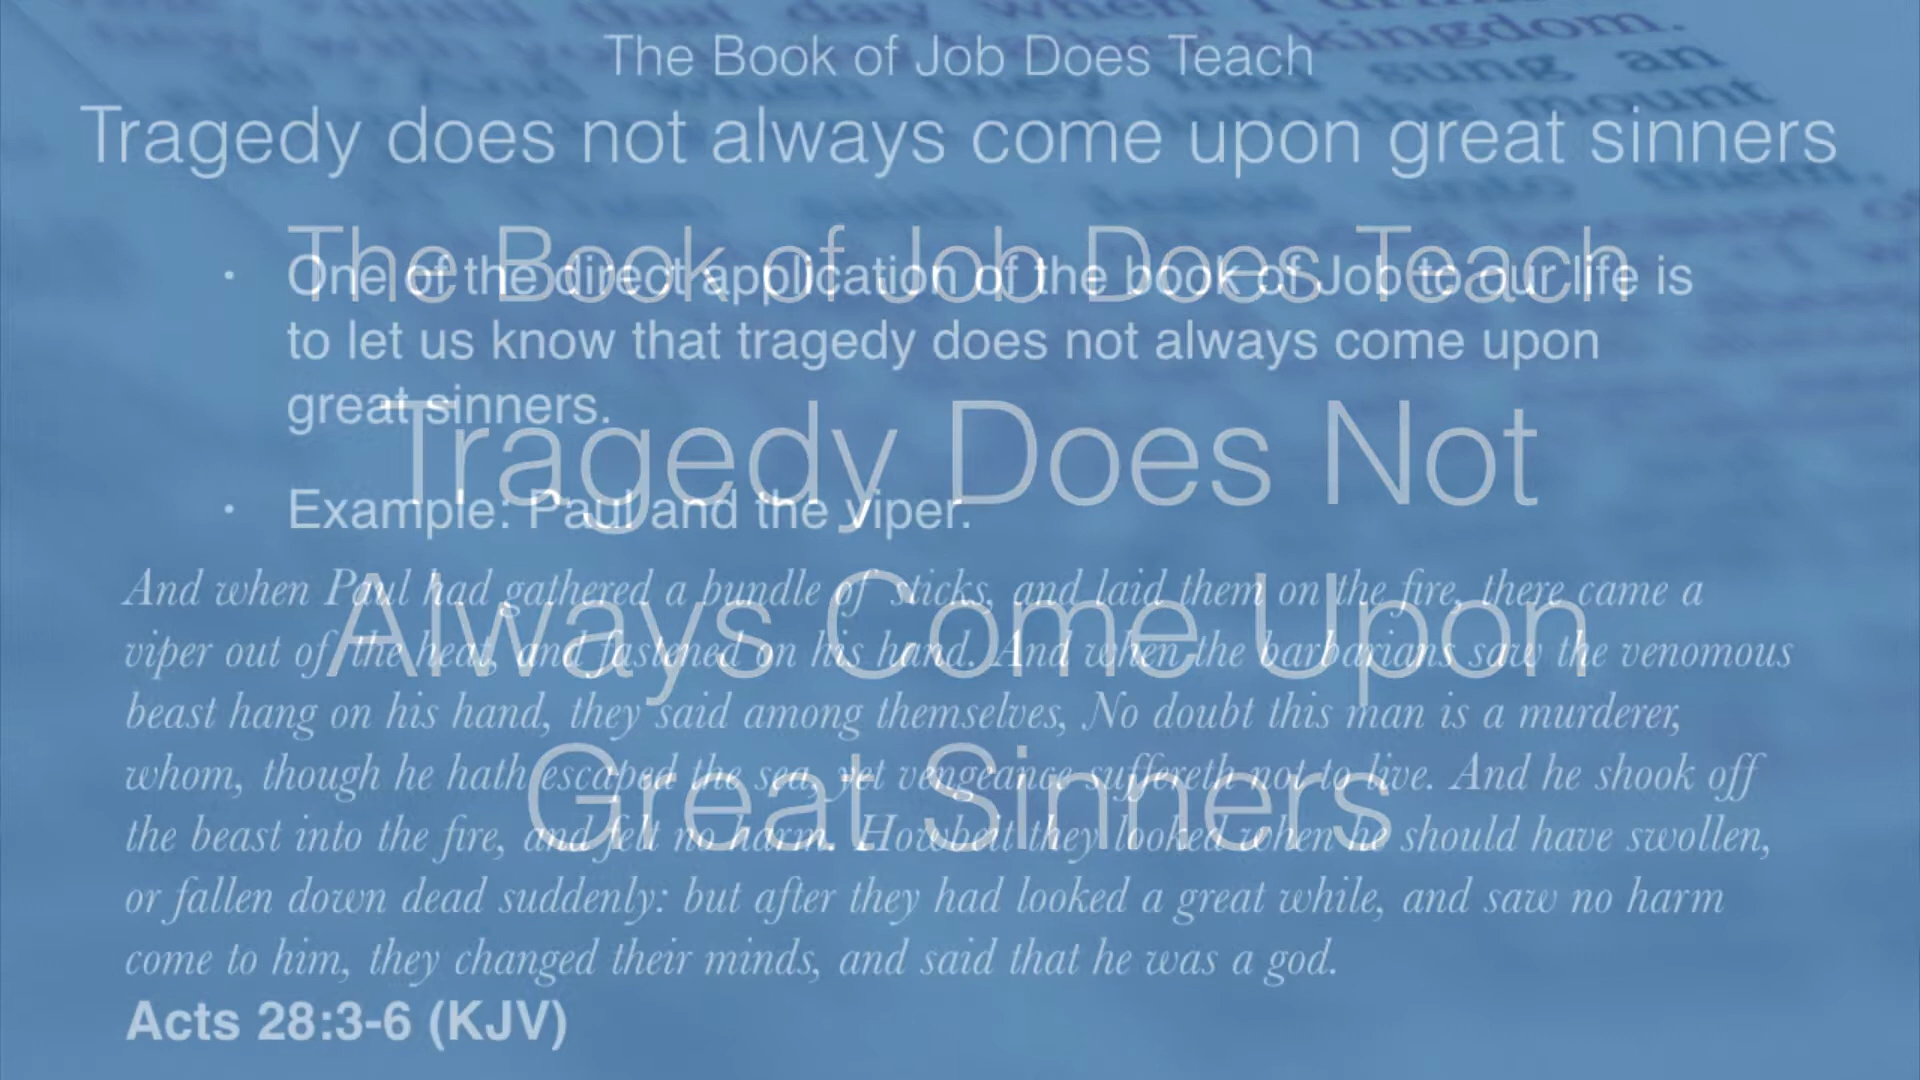 The Book of Job Does Teach
Tragedy does not always come upon great sinners
The Book of Job Does Teach
• One of the direct application of the book of Job to our life is
to let us know that tragedy does not always come upon
great sinners.
Tragedy Does Not
• Example: Paul and the viper.
And when Paul had gathered a bundle of sticks, and laid them on the fire, there came a
Always Come Upon
viper out of the heat, and fastened on his hand. And when the barbarians saw the venomous
beast hang on his hand, they said among themselves, No doubt this man is a murderer,
whom, though he hath escaped the sea, yet vengeance suffereth not to live. And he shook off
Great Sinners
the beast into the fire, and felt no harm. Howbeit they looked when he should have swollen,
or fallen down dead suddenly: but after they had looked a great while, and saw no harm
come to him, they changed their minds, and said that he was a god.
Acts 28:3-6 (KJV)
that day when I
kingdom.
sung an
into the mount